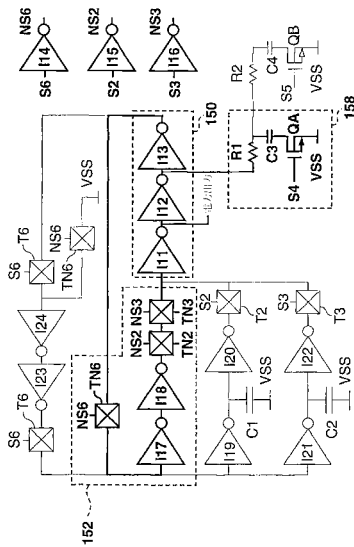 NS6
I14
S6
NS2
I15
S2
NS3
I16
S3
150
I13
I12
I11
R1
R2
C4
QB
S5
VSS
C3
QA
S4
VSS
158
S6
T6
NS6
TN6
VSS
I24
I23
T6
S6
NS6
TN6
NS3
TN3
NS2
TN2
I18
I17
152
S2
T2
I20
I19
C1
VSS
S3
T3
I22
I21
C2
VSS